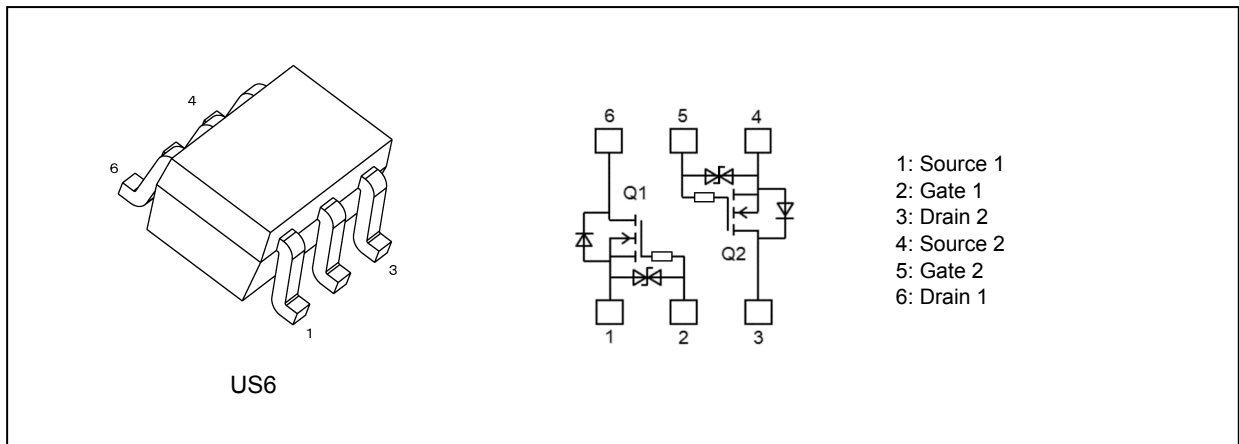 4
6
3
1
US6
6 5 4
Q1
Q2
1 2 3
1: Source 1
2: Gate 1
3: Drain 2
4: Source 2
5: Gate 2
6: Drain 1